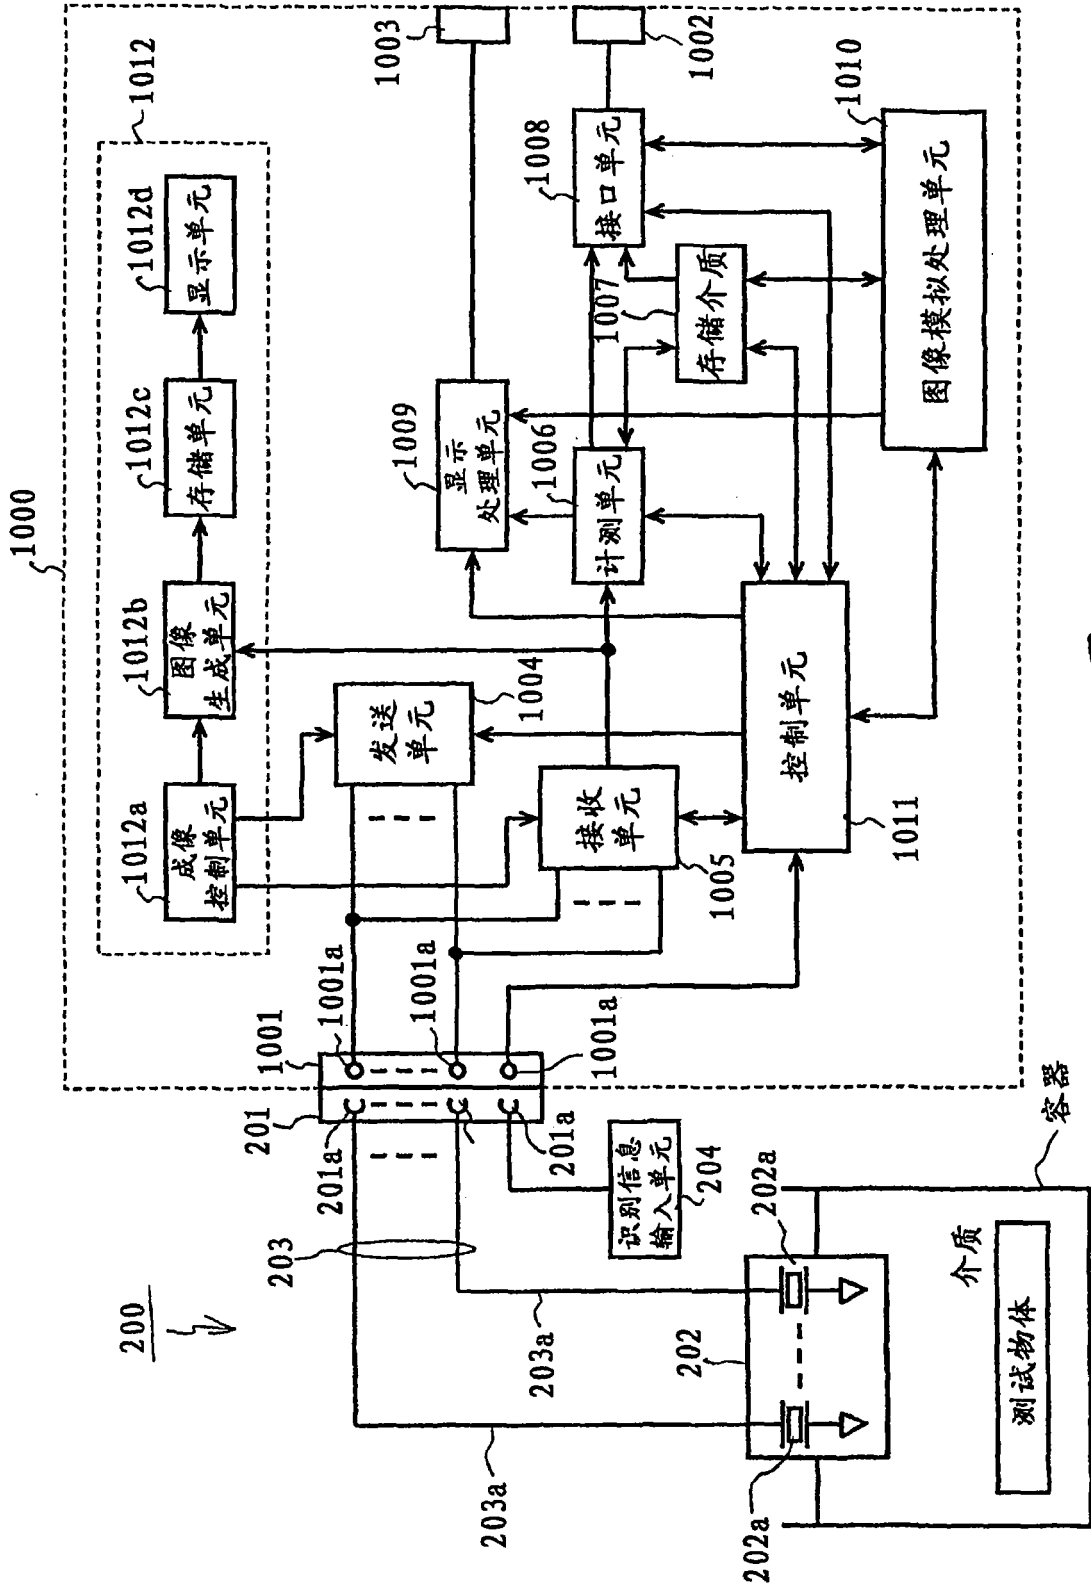 1000
1012
1012a
成像
控制单元
1012b
图像
生成单元
1012c
存储单元
1012d
显示单元
1003
1002
1009
显示
处理单元
1004
发送
单元
1005
接收
单元
1006
计测单元
1007
存储介质
1008
接口单元
1010
图像模拟处理单元
1011
控制单元
1001
1001a
1001a
1001a
200
201
201a
201a
203
203a
203a
204
识别信息
输入单元
202
202a
202a
介质
测试物体
容器